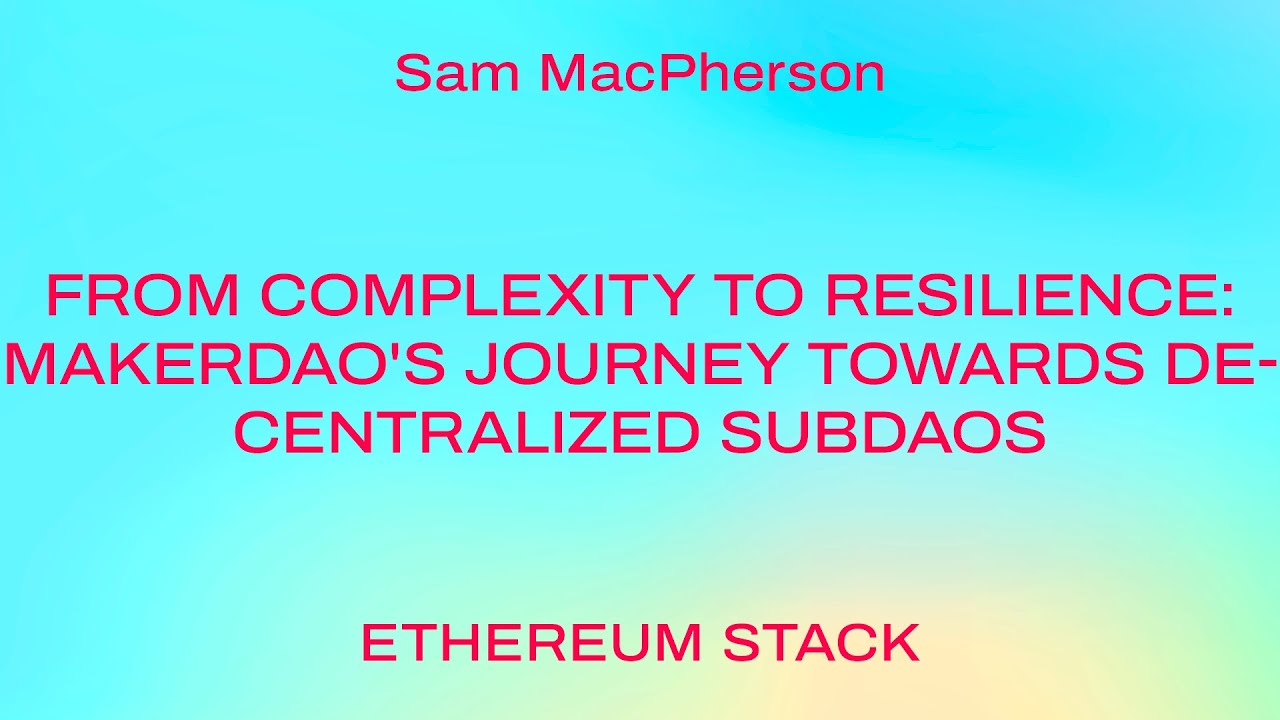 Sam MacPherson
FROM COMPLEXITY TO RESILIENCE:
MAKERDAO'S JOURNEY TOWARDS DE-
CENTRALIZED SUBDAOS
ETHEREUM STACK